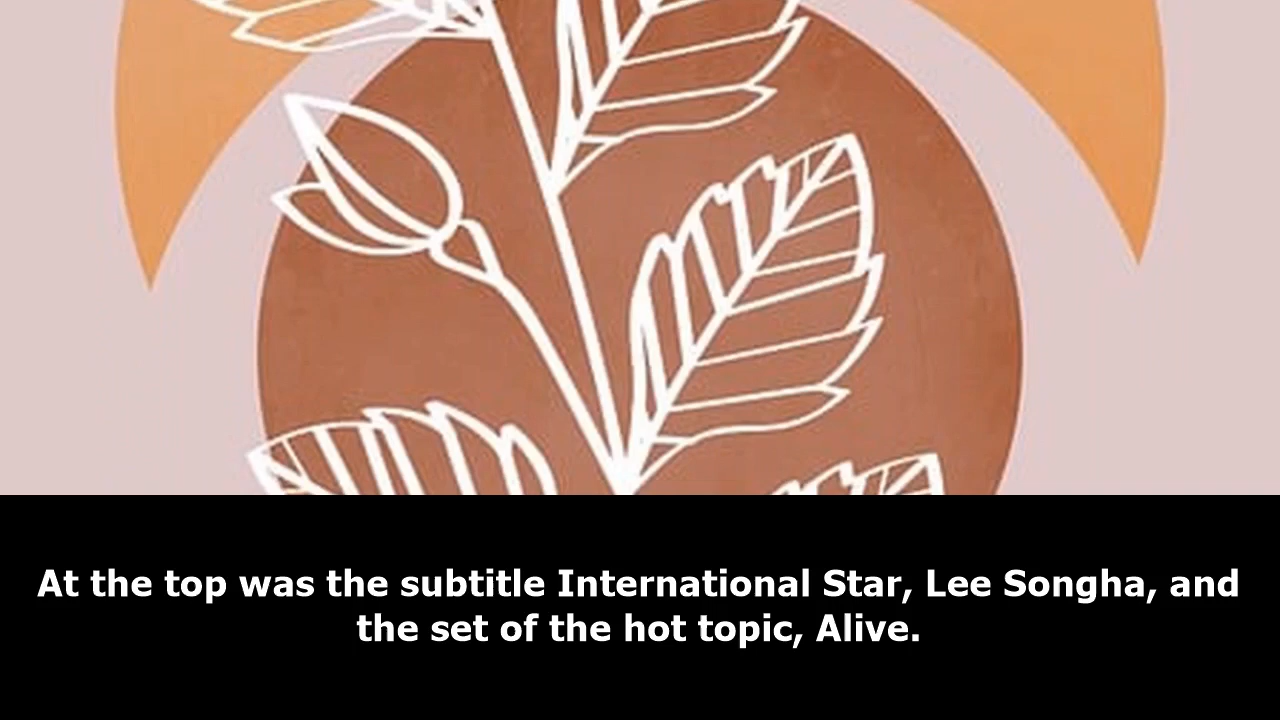 At the top was the subtitle International Star, Lee Songha, and
the set of the hot topic, Alive.